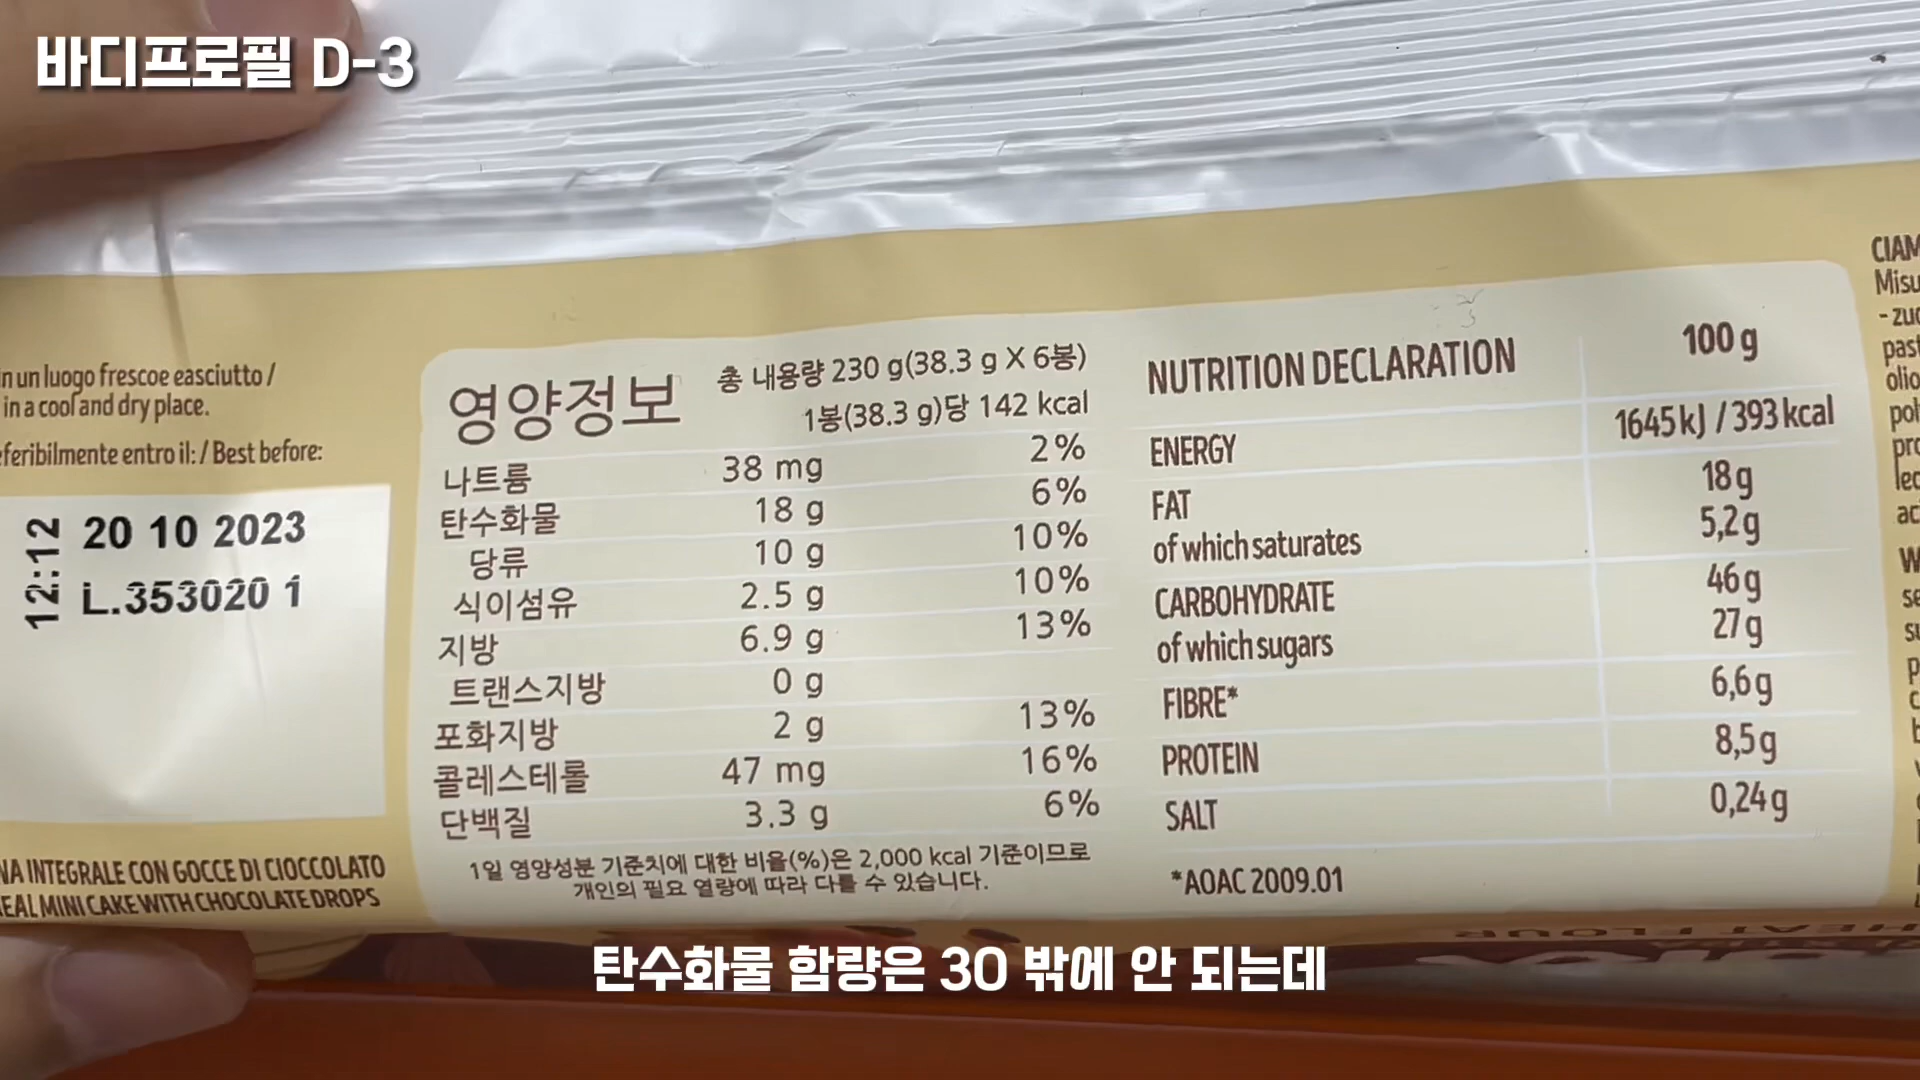 바디프로필 D-3
in un luogo fresco e asciutto /
in a cool and dry place.
eferibilmente entro il: / Best before:
12:12
20 10 2023
L.353020 1
NA INTEGRALE CON GOCCE DI CIOCCOLATO
EAL MINI CAKE WITH CHOCOLATE DROPS
영양정보
총 내용량 230 g(38.3 g X 6봉)
1봉(38.3 g)당 142 kcal
나트륨 38 mg 2%
탄수화물 18 g 6%
당류 10 g 10%
식이섬유 2.5 g 10%
지방 6.9 g 13%
트랜스지방 0 g
포화지방 2 g 13%
콜레스테롤 47 mg 16%
단백질 3.3 g 6%
1일 영양성분 기준치에 대한 비율(%)은 2,000 kcal 기준이므로
개인의 필요 열량에 따라 다를 수 있습니다.
NUTRITION DECLARATION 100 g
ENERGY 1645 kJ / 393 kcal
FAT 18 g
of which saturates 5,2 g
CARBOHYDRATE 46 g
of which sugars 27 g
FIBRE* 6,6 g
PROTEIN 8,5 g
SALT 0,24 g
*AOAC 2009.01
CIAM
Misu
- zuc
past
olio
탄수화물 함량은 30 밖에 안 되는데